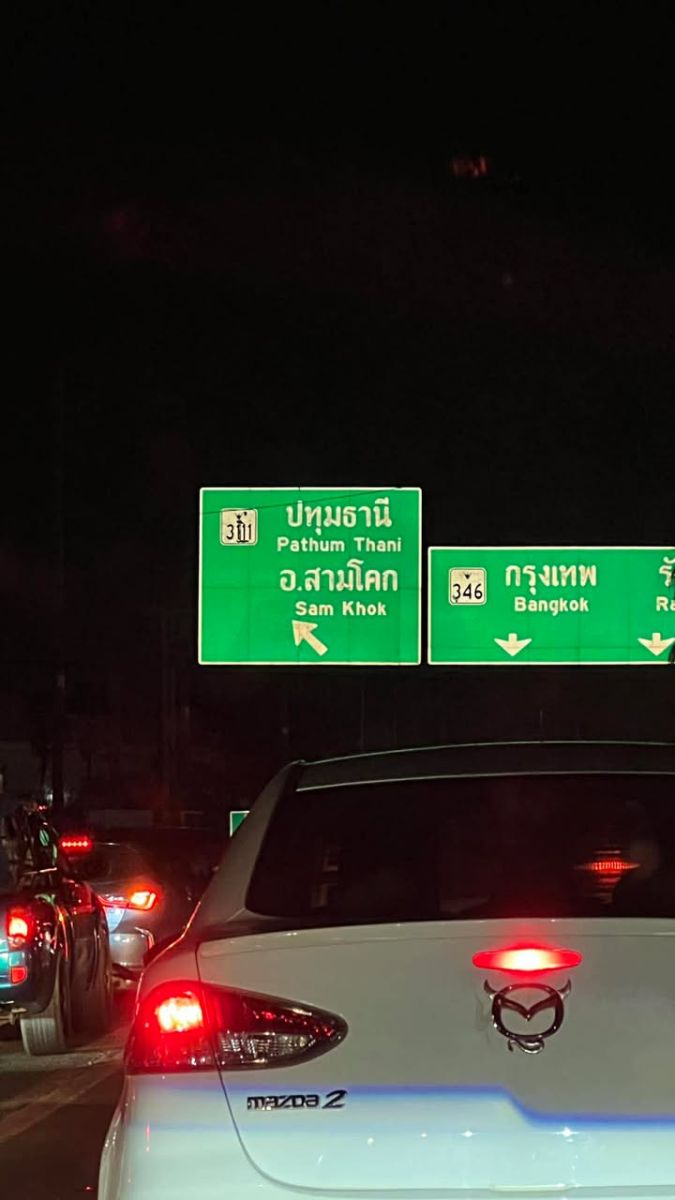 3111
ปทุมธานี
Pathum Thani
อ.สามโคก
Sam Khok
346
กรุงเทพ
Bangkok
mazda 2